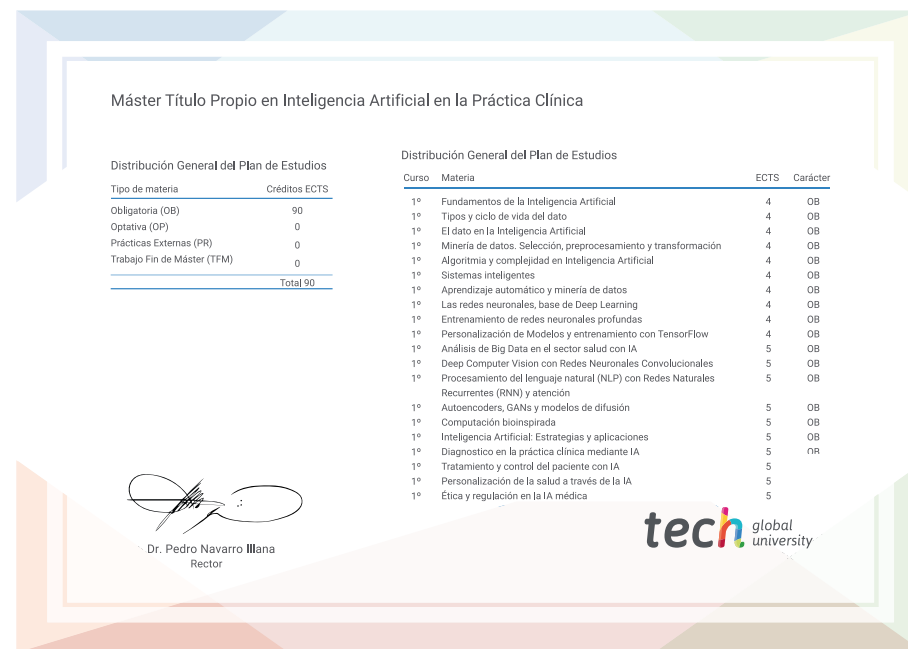 Máster Título Propio en Inteligencia Artificial en la Práctica Clínica
Distribución General del Plan de Estudios
Tipo de materia Créditos ECTS
Obligatoria (OB) 90
Optativa (OP) 0
Prácticas Externas (PR) 0
Trabajo Fin de Máster (TFM) 0
Total 90
Distribución General del Plan de Estudios
Curso Materia ECTS Carácter
1º Fundamentos de la Inteligencia Artificial 4 OB
1º Tipos y ciclo de vida del dato 4 OB
1º El dato en la Inteligencia Artificial 4 OB
1º Minería de datos. Selección, preprocesamiento y transformación 4 OB
1º Algoritmia y complejidad en Inteligencia Artificial 4 OB
1º Sistemas inteligentes 4 OB
1º Aprendizaje automático y minería de datos 4 OB
1º Las redes neuronales, base de Deep Learning 4 OB
1º Entrenamiento de redes neuronales profundas 4 OB
1º Personalización de Modelos y entrenamiento con TensorFlow 4 OB
1º Análisis de Big Data en el sector salud con IA 5 OB
1º Deep Computer Vision con Redes Neuronales Convolucionales 5 OB
1º Procesamiento del lenguaje natural (NLP) con Redes Naturales 5 OB
Recurrentes (RNN) y atención
1º Autoencoders, GANs y modelos de difusión 5 OB
1º Computación bioinspirada 5 OB
1º Inteligencia Artificial: Estrategias y aplicaciones 5 OB
1º Diagnostico en la práctica clínica mediante IA 5 OB
1º Tratamiento y control del paciente con IA 5
1º Personalización de la salud a través de la IA 5
1º Ética y regulación en la IA médica 5
Dr. Pedro Navarro Illana
Rector
tech global
university